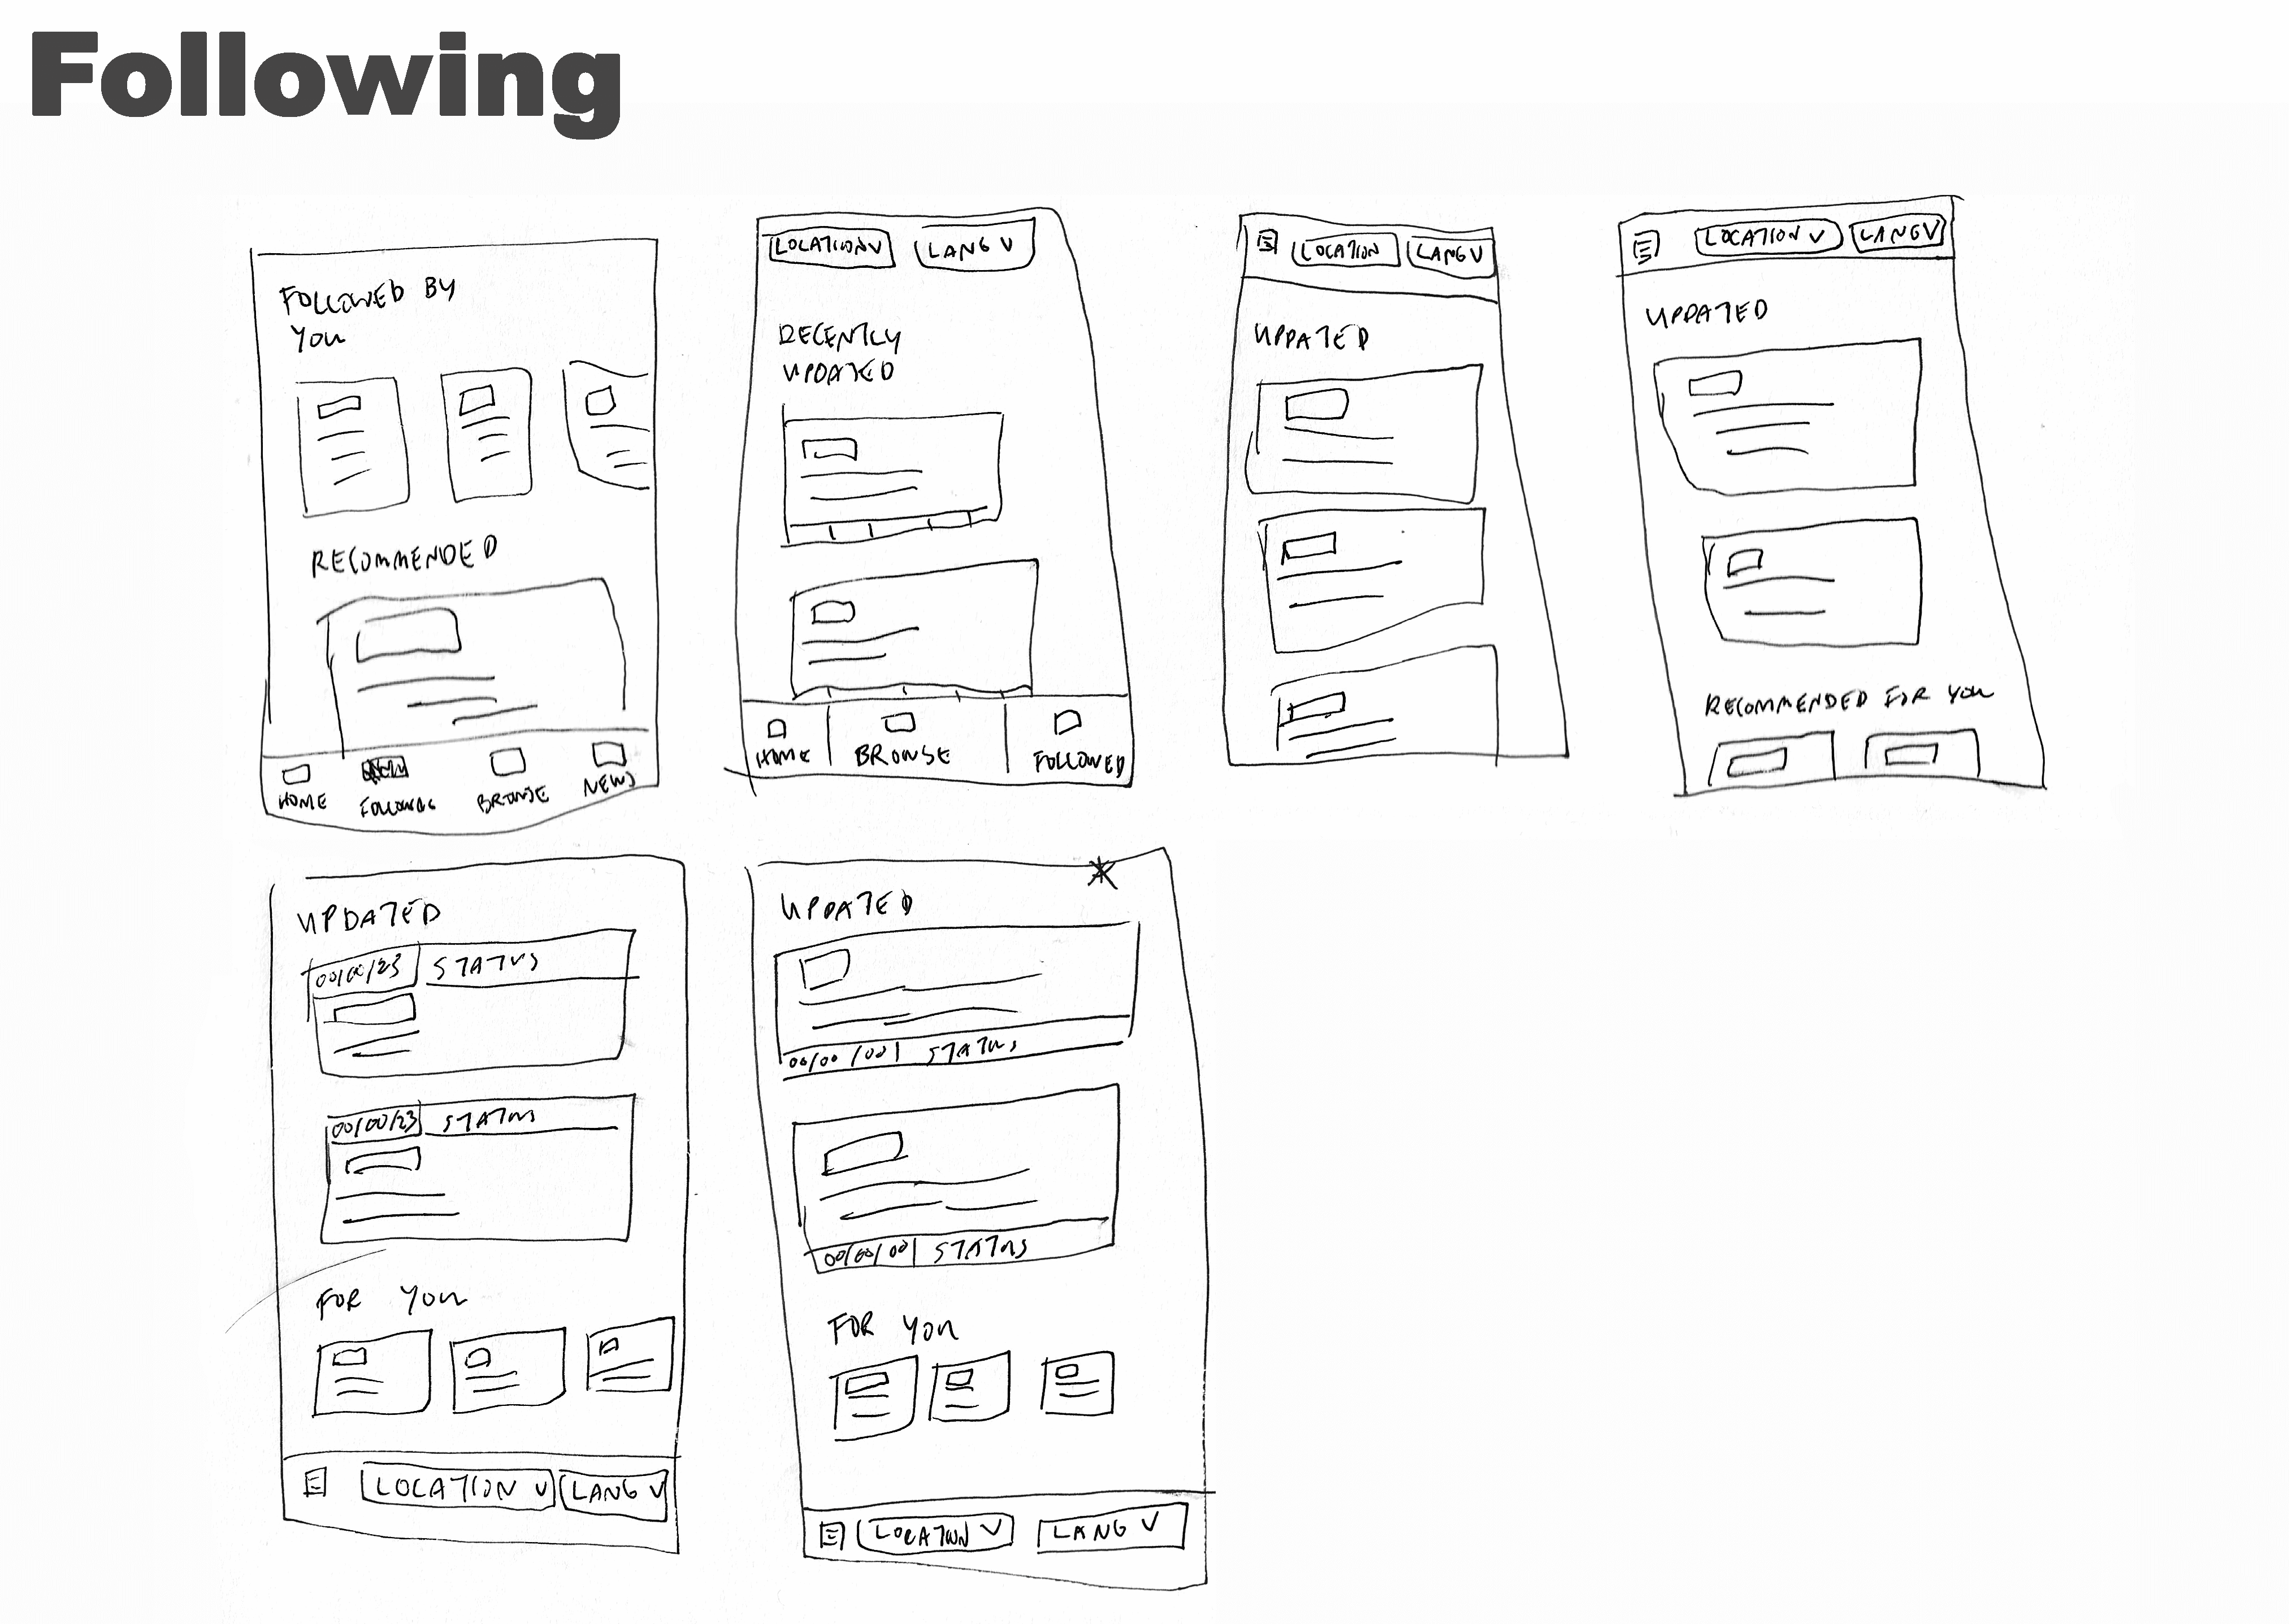 Following
FOLLOWED BY
YOU
RECOMMENDED
HOME
FOLLOWING
BROWSE
NEWS
LOCATION V
LANG V
RECENTLY
UPDATED
HOME
BROWSE
FOLLOWED
LOCATION
LANG V
UPDATED
LOCATION V
LANG V
UPDATED
RECOMMENDED FOR YOU
UPDATED
00/00/23 STATUS
00/00/23 STATUS
FOR YOU
LOCATION V
LANG V
UPDATED
00/00/00 STATUS
00/00/00 STATUS
FOR YOU
LOCATION V
LANG V